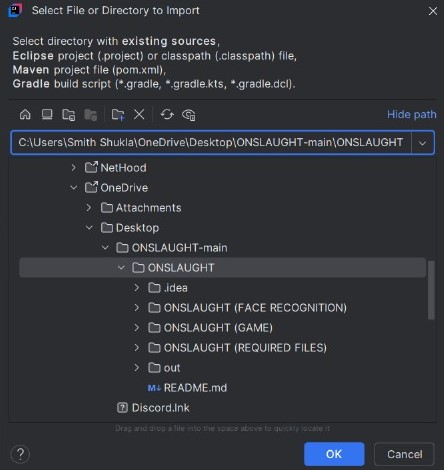 Select File or Directory to Import
Select directory with existing sources,
Eclipse project (.project) or classpath (.classpath) file,
Maven project file (pom.xml),
Gradle build script (*.gradle, *.gradle.kts, *.gradle.dcl).
Hide path
C:\Users\Smith Shukla\OneDrive\Desktop\ONSLAUGHT-main\ONSLAUGHT
NetHood
OneDrive
Attachments
Desktop
ONSLAUGHT-main
ONSLAUGHT
.idea
ONSLAUGHT (FACE RECOGNITION)
ONSLAUGHT (GAME)
ONSLAUGHT (REQUIRED FILES)
out
M↓ README.md
Discord.lnk
Drag and drop a file into the space above to quickly locate it
? OK Cancel